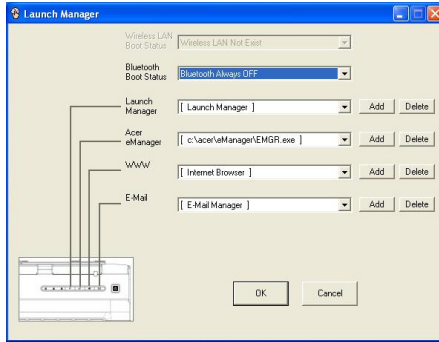 Launch Manager
Wireless LAN
Boot Status
Wireless LAN Not Exist
Bluetooth
Boot Status
Bluetooth Always OFF
Launch
Manager
[ Launch Manager ]
Add
Delete
Acer
eManager
[ c:\acer\eManager\EMGR.exe ]
Add
Delete
WWW
[ Internet Browser ]
Add
Delete
E-Mail
[ E-Mail Manager ]
Add
Delete
OK
Cancel